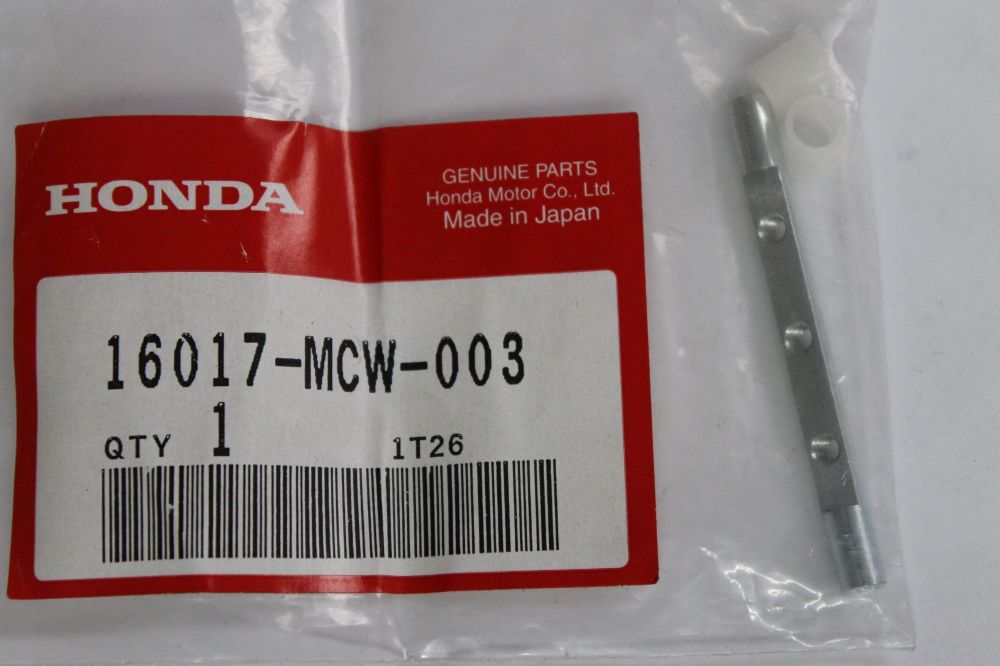 HONDA
GENUINE PARTS
Honda Motor Co., Ltd.
Made in Japan
16017-MCW-003
QTY 1 1T26